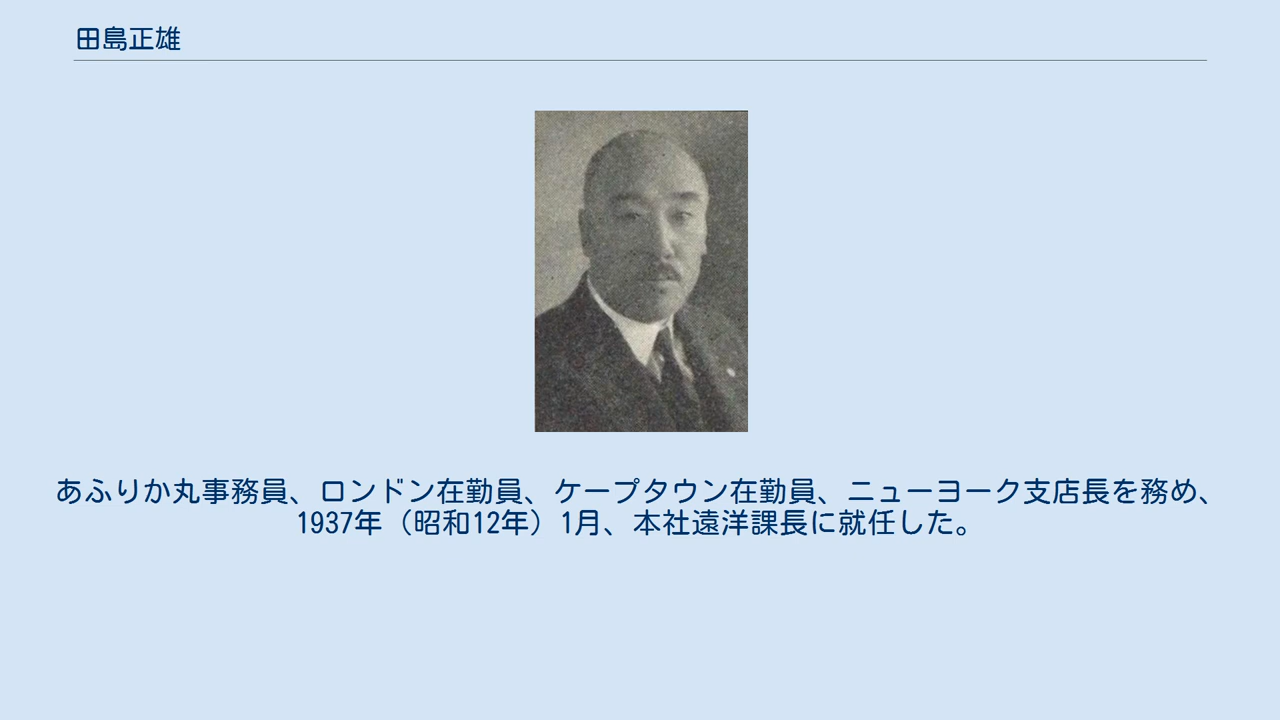 田島正雄
あふりか丸事務員、ロンドン在勤員、ケープタウン在勤員、ニューヨーク支店長を務め、
1937年（昭和12年）1月、本社遠洋課長に就任した。